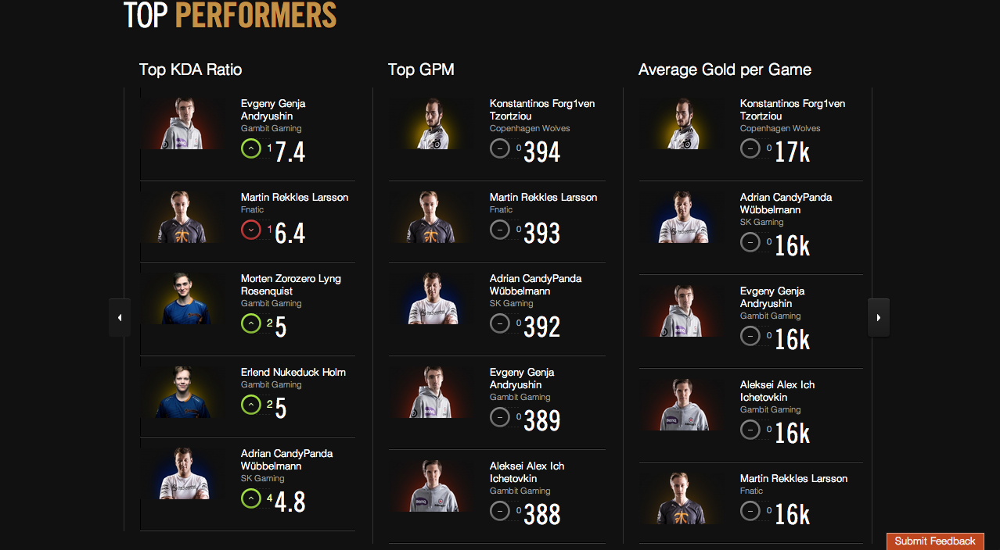 TOP PERFORMERS
Top KDA Ratio
Evgeny Genja
Andryushin
Gambit Gaming
1 7.4
Martin Rekkles Larsson
Fnatic
1 6.4
Morten Zorozero Lyng
Rosenquist
Gambit Gaming
2 5
Erlend Nukeduck Holm
Gambit Gaming
2 5
Adrian CandyPanda
Wübbelmann
SK Gaming
4 4.8
Top GPM
Konstantinos Forg1ven
Tzortziou
Copenhagen Wolves
0 394
Martin Rekkles Larsson
Fnatic
0 393
Adrian CandyPanda
Wübbelmann
SK Gaming
0 392
Evgeny Genja
Andryushin
Gambit Gaming
0 389
Aleksei Alex Ich
Ichetovkin
Gambit Gaming
0 388
Average Gold per Game
Konstantinos Forg1ven
Tzortziou
Copenhagen Wolves
0 17k
Adrian CandyPanda
Wübbelmann
SK Gaming
0 16k
Evgeny Genja
Andryushin
Gambit Gaming
0 16k
Aleksei Alex Ich
Ichetovkin
Gambit Gaming
0 16k
Martin Rekkles Larsson
Fnatic
0 16k
Submit Feedback